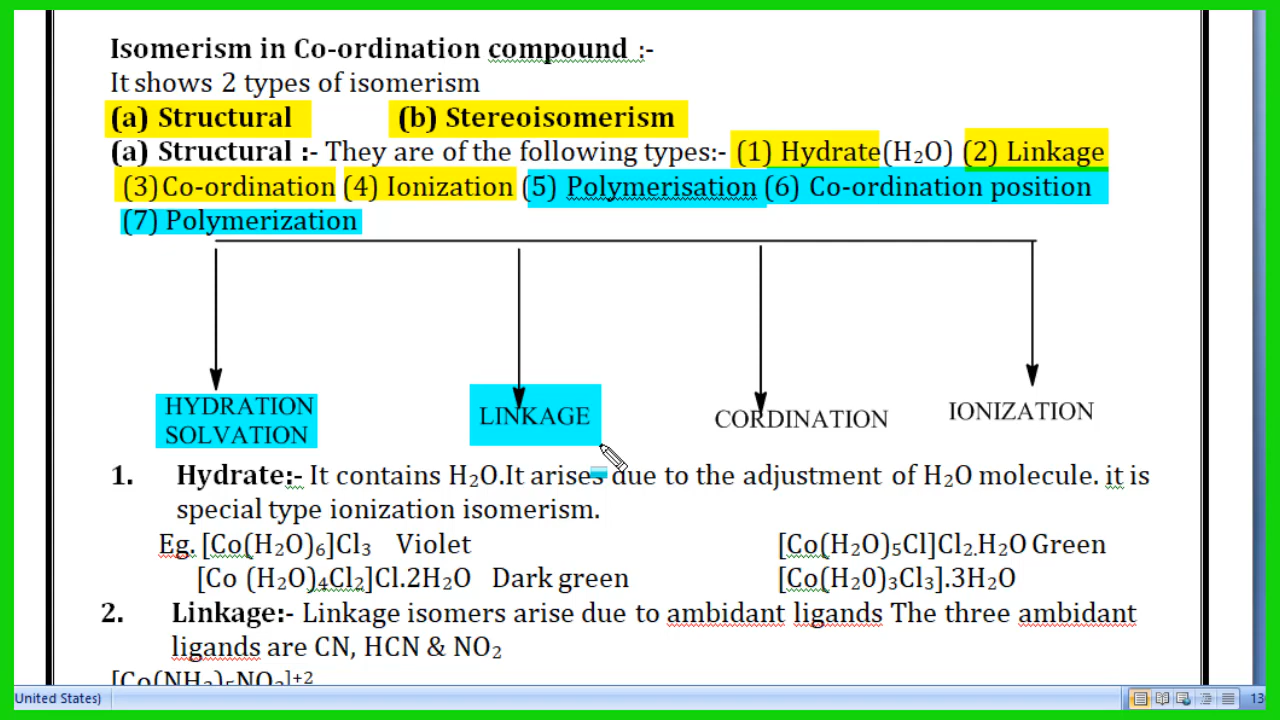 Isomerism in Co-ordination compound :-
It shows 2 types of isomerism
(a) Structural (b) Stereoisomerism
(a) Structural :- They are of the following types:- (1) Hydrate(H₂O) (2) Linkage
(3) Co-ordination (4) Ionization (5) Polymerisation (6) Co-ordination position
(7) Polymerization
HYDRATION SOLVATION
LINKAGE
CORDINATION
IONIZATION
1. Hydrate:- It contains H₂O.It arises due to the adjustment of H₂O molecule. it is
special type ionization isomerism.
Eg. [Co(H₂O)₆]Cl₃ Violet [Co(H₂O)₅Cl]Cl₂.H₂O Green
[Co (H₂O)₄Cl₂]Cl.2H₂O Dark green [Co(H₂0)₃Cl₃].3H₂O
2. Linkage:- Linkage isomers arise due to ambidant ligands The three ambidant
ligands are CN, HCN & NO₂
[Co(NH₃)₅NO₂]⁺²
United States)
13